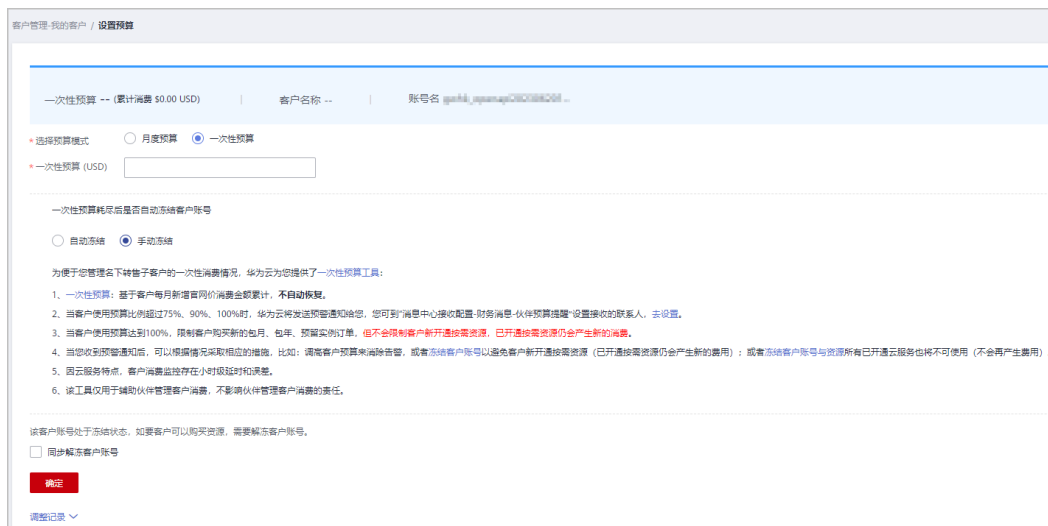 客户管理-我的客户 / 设置预算
一次性预算 -- (累计消费 $0.00 USD) | 客户名称 -- | 账号名
* 选择预算模式 月度预算 一次性预算
* 一次性预算 (USD)
一次性预算耗尽后是否自动冻结客户账号
自动冻结 手动冻结
为便于您管理名下转售子客户的一次性消费情况，华为云为您提供了一次性预算工具：
1、一次性预算：基于客户每月新增官网价消费金额累计，不自动恢复。
2、当客户使用预算比例超过75%、90%、100%时，华为云将发送预警通知给您，您可到"消息中心接收配置-财务消息-伙伴预算提醒"设置接收的联系人，去设置。
3、当客户使用预算达到100%，限制客户购买新的包月、包年、预留实例订单，但不会限制客户新开通按需资源，已开通按需资源仍会产生新的消费。
4、当您收到预警通知后，可以根据情况采取相应的措施，比如：调高客户预算来消除告警，或者冻结客户账号以避免客户新开通按需资源（已开通按需资源仍会产生新的费用）；或者冻结客户账号与资源所有已开通云服务也将不可使用（不会再产生费用）
5、因云服务特点，客户消费监控存在小时级延时和误差。
6、该工具仅用于辅助伙伴管理客户消费，不影响伙伴管理客户消费的责任。
该客户账号处于冻结状态，如要客户可以购买资源，需要解冻客户账号。
同步解冻客户账号
确定
调整记录